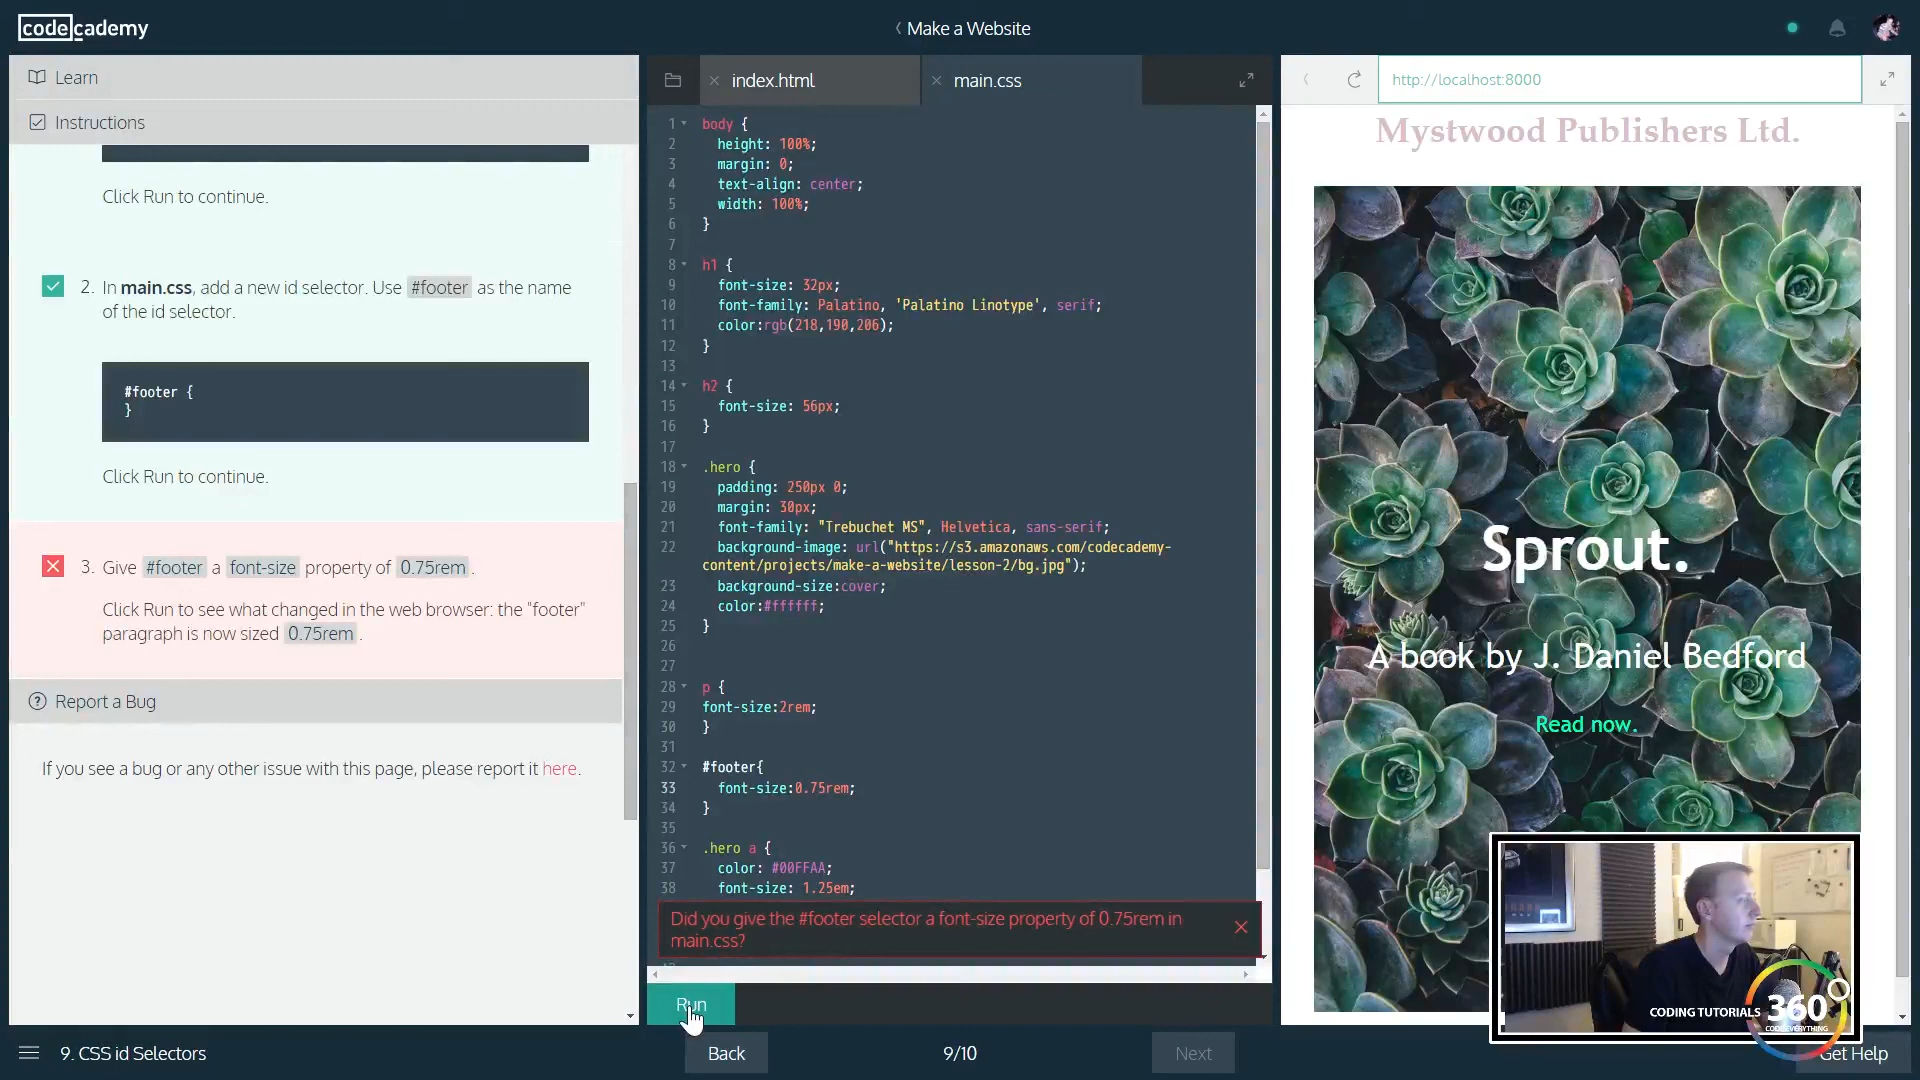 codecademy
Make a Website
Learn
Instructions
Click Run to continue.
2. In main.css, add a new id selector. Use #footer as the name
of the id selector.
#footer {
}
Click Run to continue.
3. Give #footer a font-size property of 0.75rem .
Click Run to see what changed in the web browser: the "footer"
paragraph is now sized 0.75rem .
Report a Bug
If you see a bug or any other issue with this page, please report it here.
index.html
main.css
1 body {
2 height: 100%;
3 margin: 0;
4 text-align: center;
5 width: 100%;
6 }
7
8 h1 {
9 font-size: 32px;
10 font-family: Palatino, 'Palatino Linotype', serif;
11 color:rgb(218,190,206);
12 }
13
14 h2 {
15 font-size: 56px;
16 }
17
18 .hero {
19 padding: 250px 0;
20 margin: 30px;
21 font-family: "Trebuchet MS", Helvetica, sans-serif;
22 background-image: url("https://s3.amazonaws.com/codecademy-
content/projects/make-a-website/lesson-2/bg.jpg");
23 background-size:cover;
24 color:#ffffff;
25 }
26
27
28 p {
29 font-size:2rem;
30 }
31
32 #footer{
33 font-size:0.75rem;
34 }
35
36 .hero a {
37 color: #00FFAA;
38 font-size: 1.25em;
Did you give the #footer selector a font-size property of 0.75rem in
main.css?
Run
http://localhost:8000
Mystwood Publishers Ltd.
Sprout.
A book by J. Daniel Bedford
Read now.
CODING TUTORIALS 360
CODE EVERYTHING
9. CSS id Selectors
Back
9/10
Next
Get Help